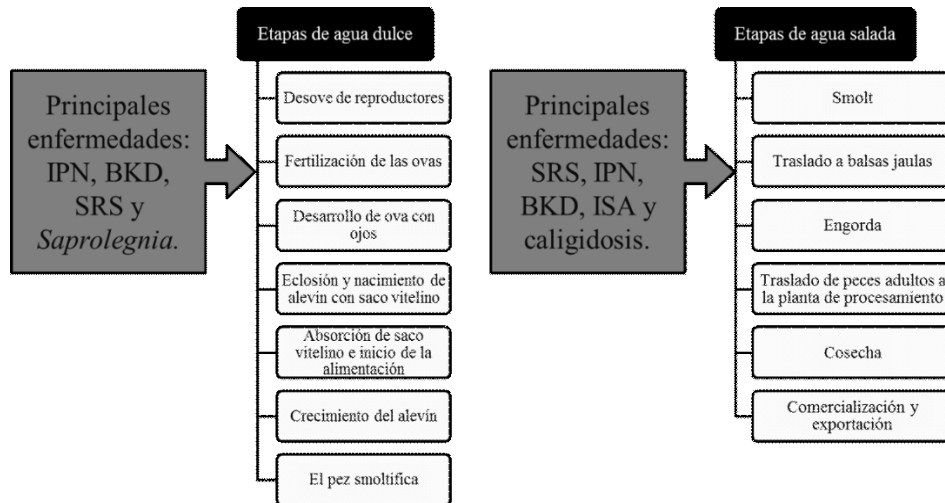 Principales
enfermedades:
IPN, BKD,
SRS y
Saprolegnia.
Etapas de agua dulce
Desove de reproductores
Fertilización de las ovas
Desarrollo de ova con
ojos
Eclosión y nacimiento de
alevín con saco vitelino
Absorción de saco
vitelino e inicio de la
alimentación
Crecimiento del alevín
El pez smoltifica
Principales
enfermedades:
SRS, IPN,
BKD, ISA y
caligidosis.
Etapas de agua salada
Smolt
Traslado a balsas jaulas
Engorda
Traslado de peces adultos a
la planta de procesamiento
Cosecha
Comercialización y
exportación